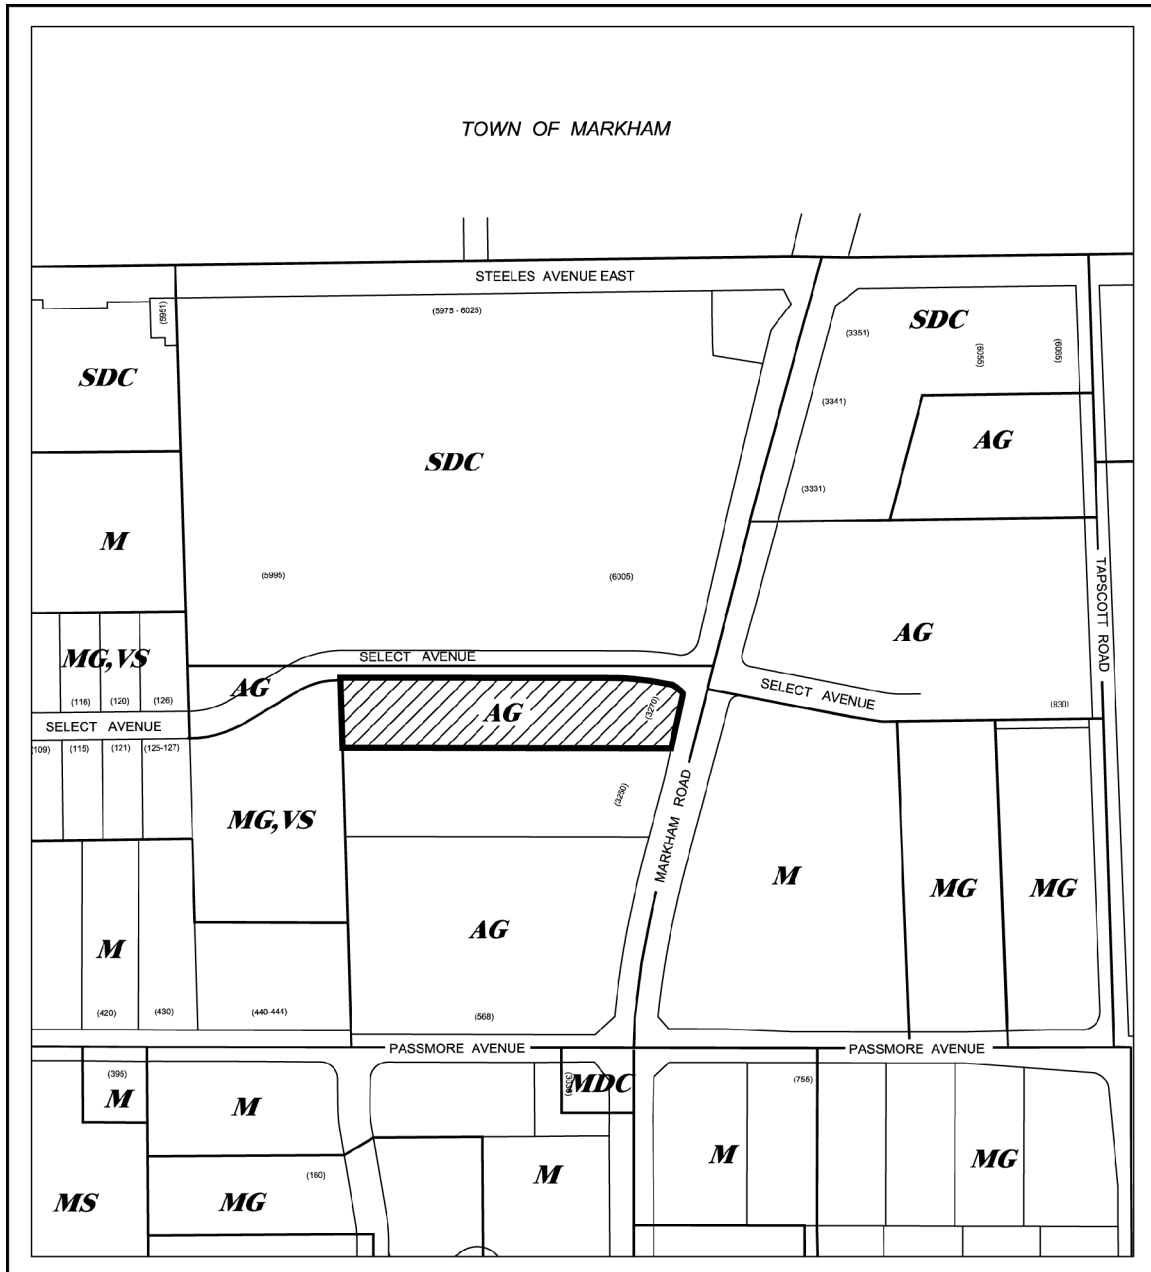 TOWN OF MARKHAM
STEELES AVENUE EAST
(5975 - 6025)
(5951)
SDC
(3351)
(6055)
(6065)
SDC
(3341)
AG
SDC
(3331)
M
(5995)
(6005)
TAPSCOTT ROAD
AG
MG,VS
SELECT AVENUE
AG
(116)
(120)
(126)
SELECT AVENUE
AG
(3270)
SELECT AVENUE
(830)
(109)
(115)
(121)
(125-127)
(3250)
MG,VS
MARKHAM ROAD
M
MG
MG
AG
M
(420)
(430)
(440-444)
(568)
PASSMORE AVENUE
PASSMORE AVENUE
(395)
M
M
MDC
(755)
M
MG
M
MS
(160)
MG